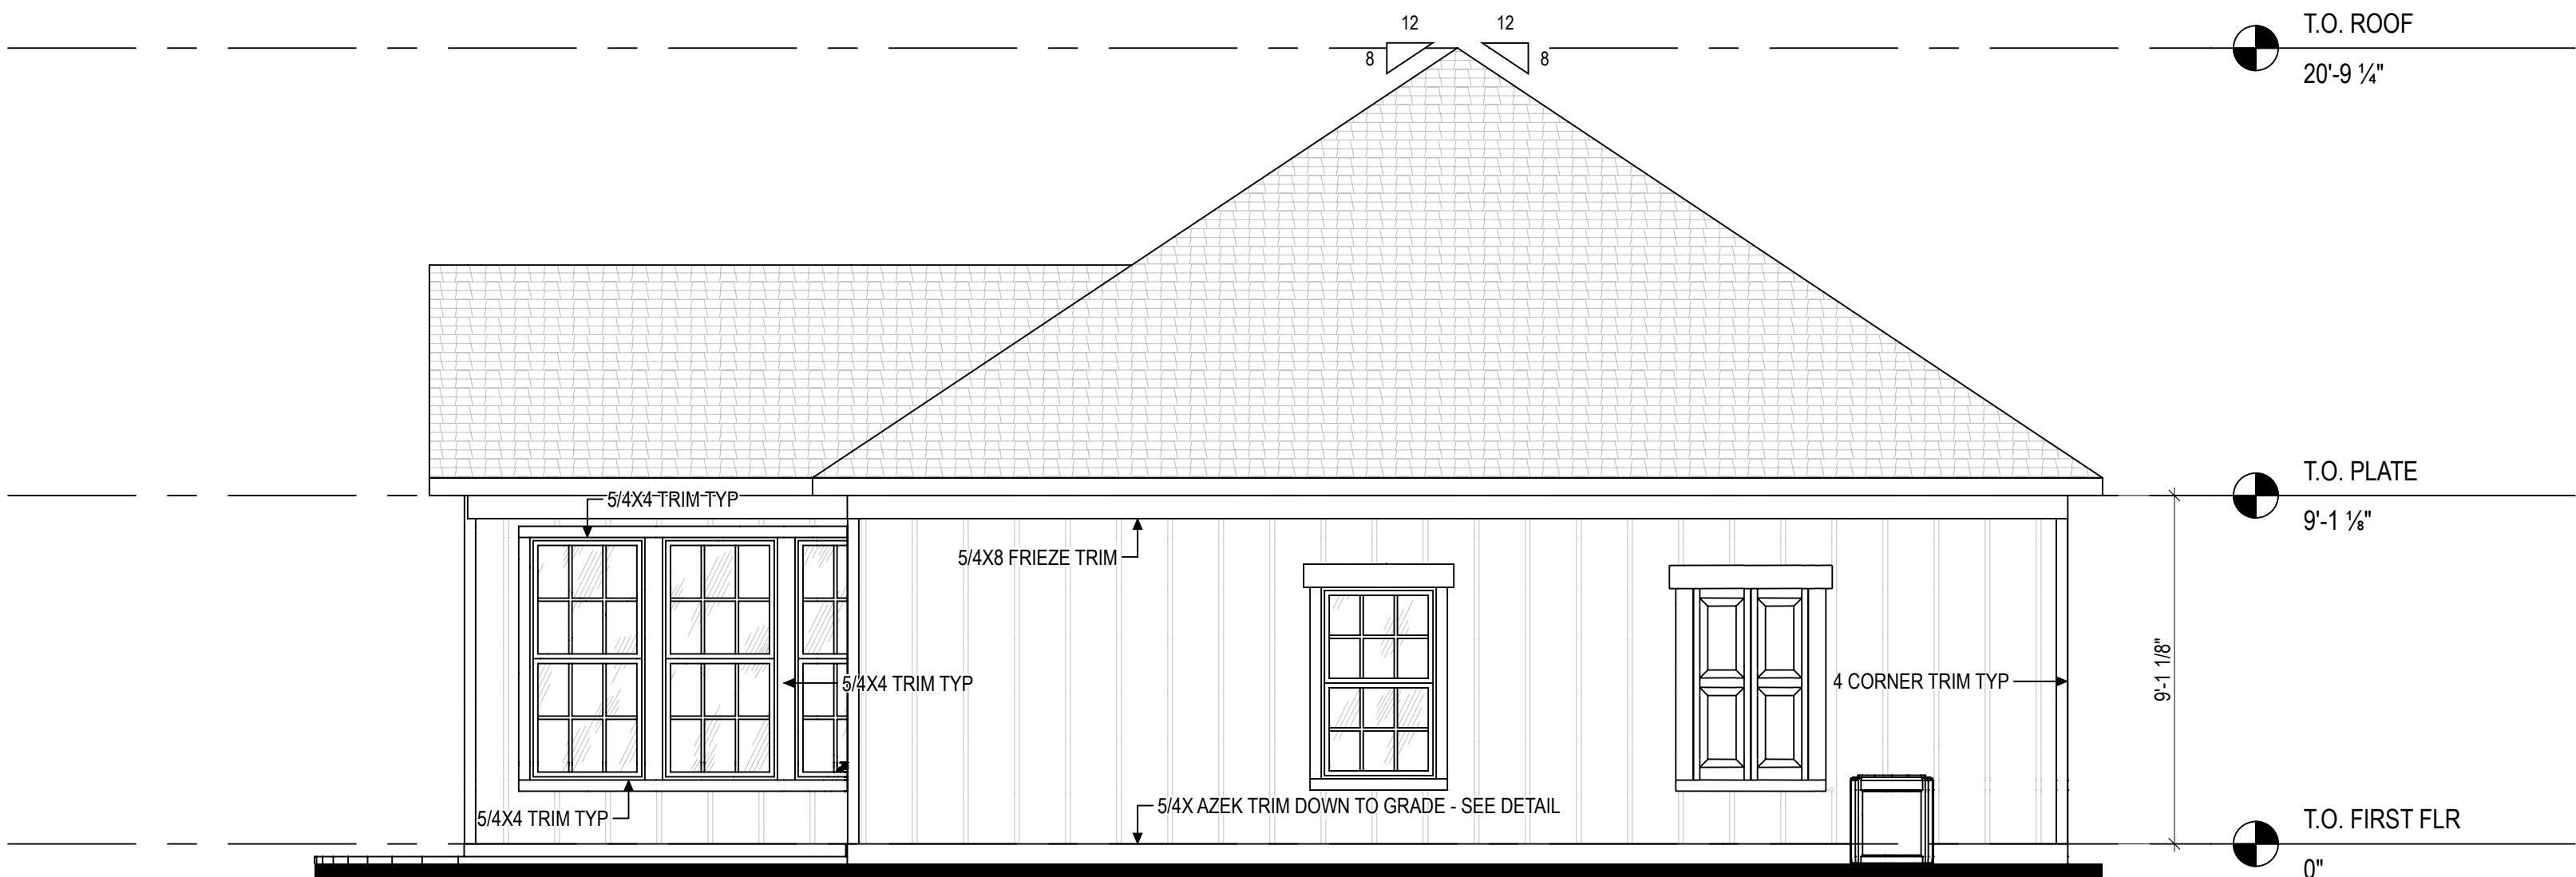 12
12
8
8
T.O. ROOF
20'-9 ¼"
T.O. PLATE
9'-1 ⅛"
5/4X4 TRIM TYP
5/4X8 FRIEZE TRIM
5/4X4 TRIM TYP
4 CORNER TRIM TYP
9'-1 1/8"
5/4X4 TRIM TYP
5/4X AZEK TRIM DOWN TO GRADE - SEE DETAIL
T.O. FIRST FLR
0"